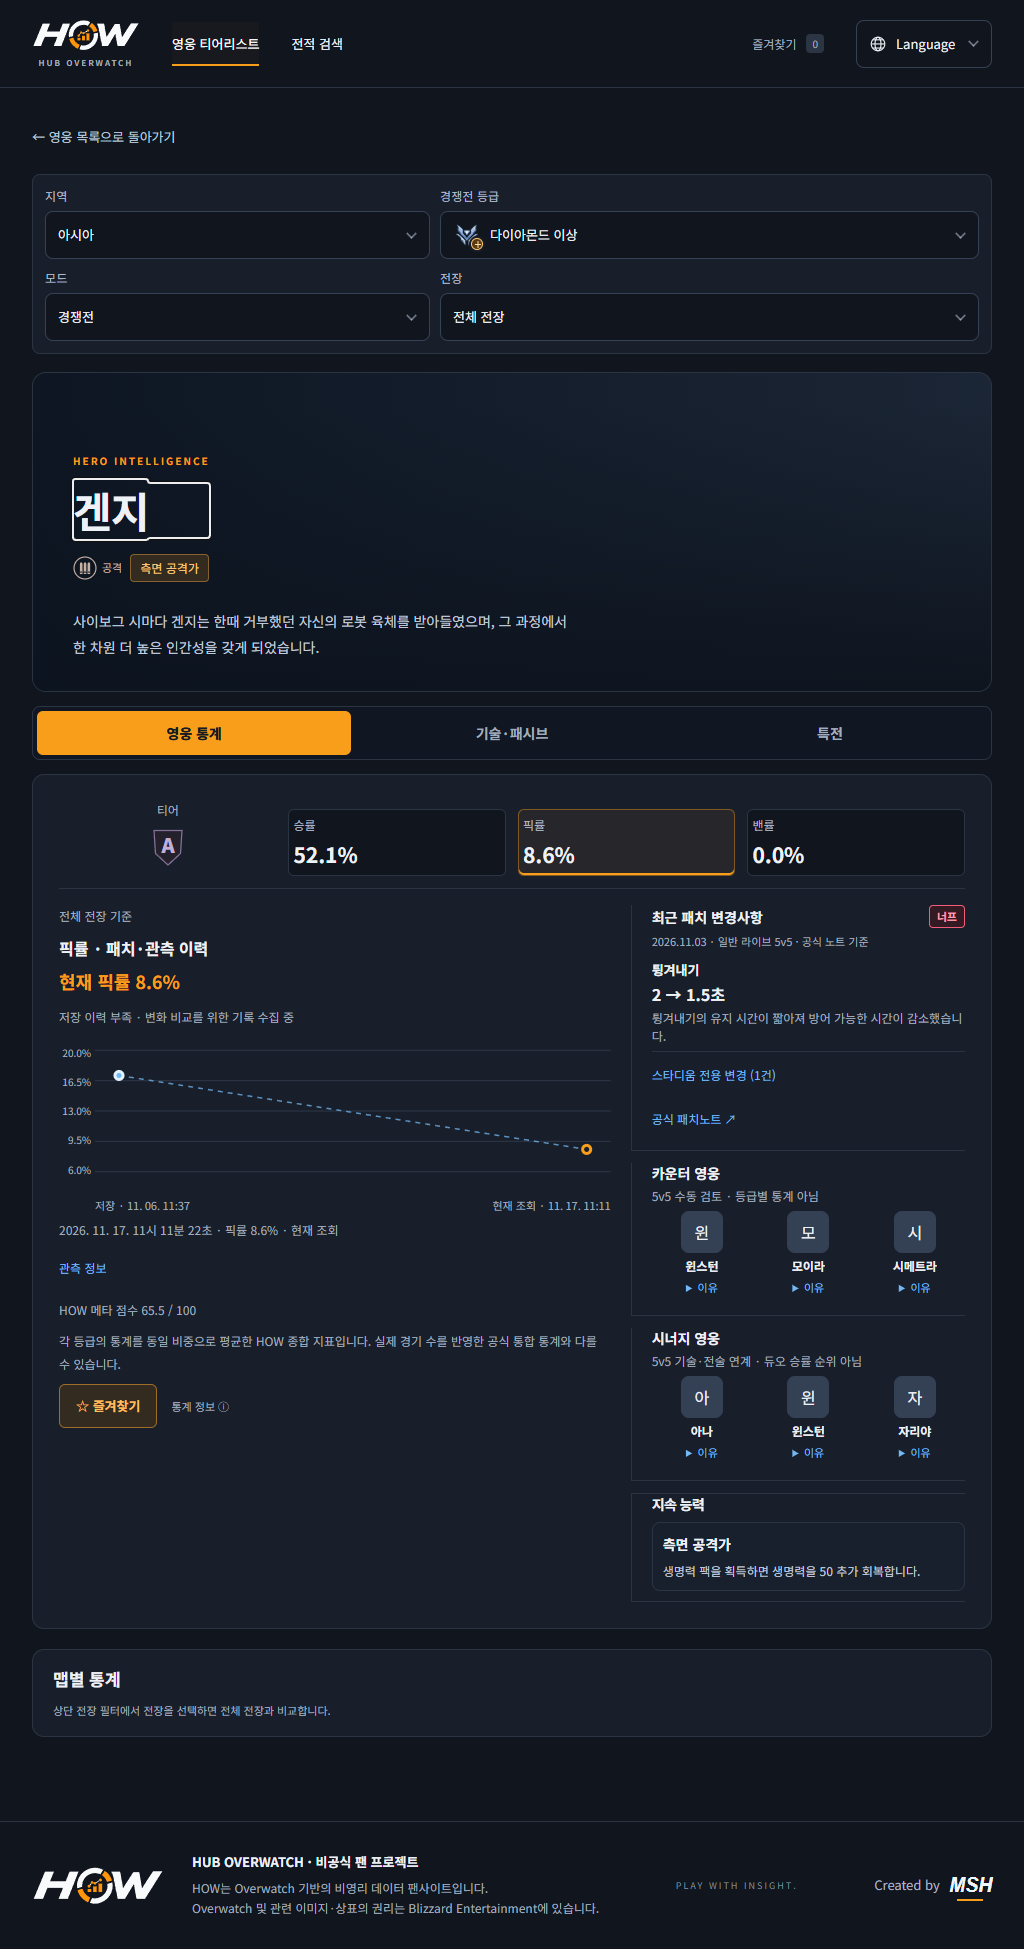 HOW
HUB OVERWATCH
영웅 티어리스트
전적 검색
즐겨찾기 0
Language
← 영웅 목록으로 돌아가기
지역
아시아
경쟁전 등급
다이아몬드 이상
모드
경쟁전
전장
전체 전장
HERO INTELLIGENCE
겐지
공격 측면 공격가
사이보그 시마다 겐지는 한때 거부했던 자신의 로봇 육체를 받아들였으며, 그 과정에서
한 차원 더 높은 인간성을 갖게 되었습니다.
영웅 통계
기술·패시브
특전
티어
A
승률
52.1%
픽률
8.6%
밴률
0.0%
전체 전장 기준
픽률 · 패치·관측 이력
현재 픽률 8.6%
저장 이력 부족 · 변화 비교를 위한 기록 수집 중
20.0%
16.5%
13.0%
9.5%
6.0%
저장 · 11. 06. 11:37
현재 조회 · 11. 17. 11:11
2026. 11. 17. 11시 11분 22초 · 픽률 8.6% · 현재 조회
관측 정보
HOW 메타 점수 65.5 / 100
각 등급의 통계를 동일 비중으로 평균한 HOW 종합 지표입니다. 실제 경기 수를 반영한 공식 통합 통계와 다를
수 있습니다.
☆ 즐겨찾기
통계 정보 ⓘ
최근 패치 변경사항
너프
2026.11.03 · 일반 라이브 5v5 · 공식 노트 기준
튕겨내기
2 → 1.5초
튕겨내기의 유지 시간이 짧아져 방어 가능한 시간이 감소했습니
다.
스타디움 전용 변경 (1건)
공식 패치노트 ↗
카운터 영웅
5v5 수동 검토 · 등급별 통계 아님
윈 모 시
윈스턴 모이라 시메트라
▶ 이유 ▶ 이유 ▶ 이유
시너지 영웅
5v5 기술·전술 연계 · 듀오 승률 순위 아님
아 윈 자
아나 윈스턴 자리야
▶ 이유 ▶ 이유 ▶ 이유
지속 능력
측면 공격가
생명력 팩을 획득하면 생명력을 50 추가 회복합니다.
맵별 통계
상단 전장 필터에서 전장을 선택하면 전체 전장과 비교합니다.
HOW
HUB OVERWATCH · 비공식 팬 프로젝트
HOW는 Overwatch 기반의 비영리 데이터 팬사이트입니다.
Overwatch 및 관련 이미지·상표의 권리는 Blizzard Entertainment에 있습니다.
PLAY WITH INSIGHT.
Created by MSH